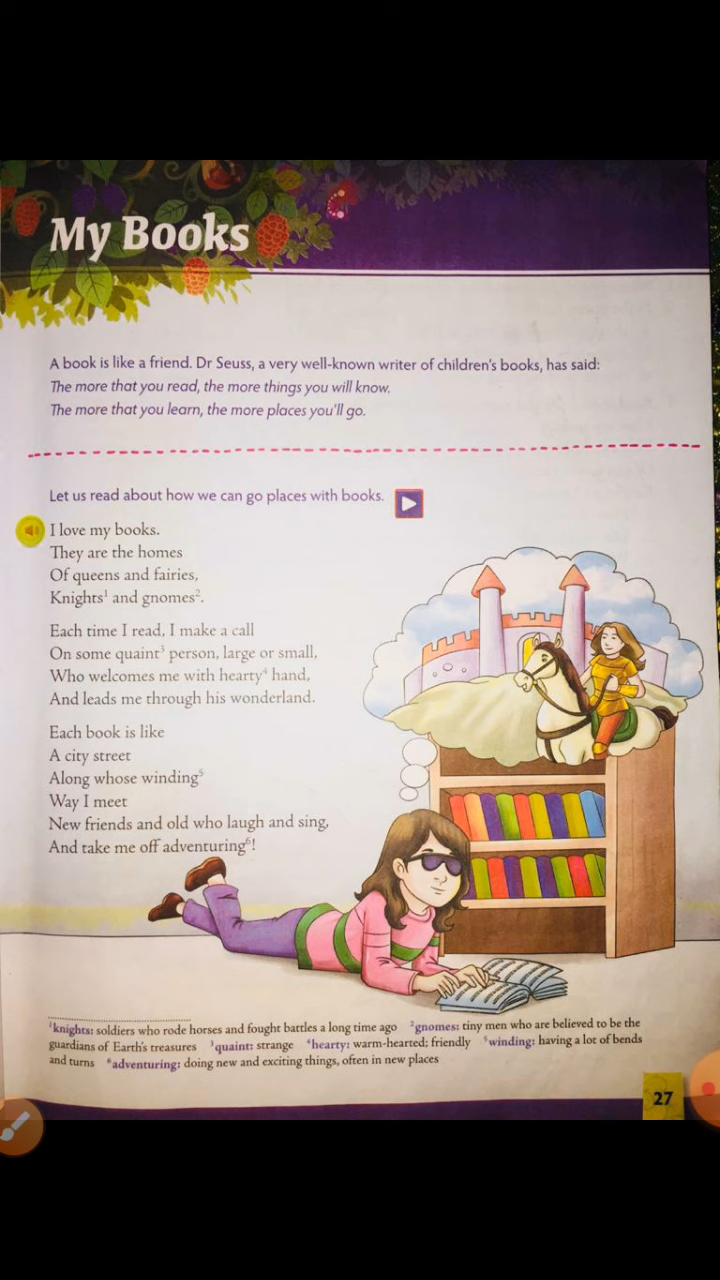 My Books
A book is like a friend. Dr Seuss, a very well-known writer of children's books, has said:
The more that you read, the more things you will know.
The more that you learn, the more places you'll go.
Let us read about how we can go places with books.
I love my books.
They are the homes
Of queens and fairies,
Knights¹ and gnomes².
Each time I read, I make a call
On some quaint³ person, large or small,
Who welcomes me with hearty⁴ hand,
And leads me through his wonderland.
Each book is like
A city street
Along whose winding⁵
Way I meet
New friends and old who laugh and sing,
And take me off adventuring⁶!
¹knights: soldiers who rode horses and fought battles a long time ago ²gnomes: tiny men who are believed to be the
guardians of Earth's treasures ³quaint: strange ⁴hearty: warm-hearted; friendly ⁵winding: having a lot of bends
and turns ⁶adventuring: doing new and exciting things, often in new places
27